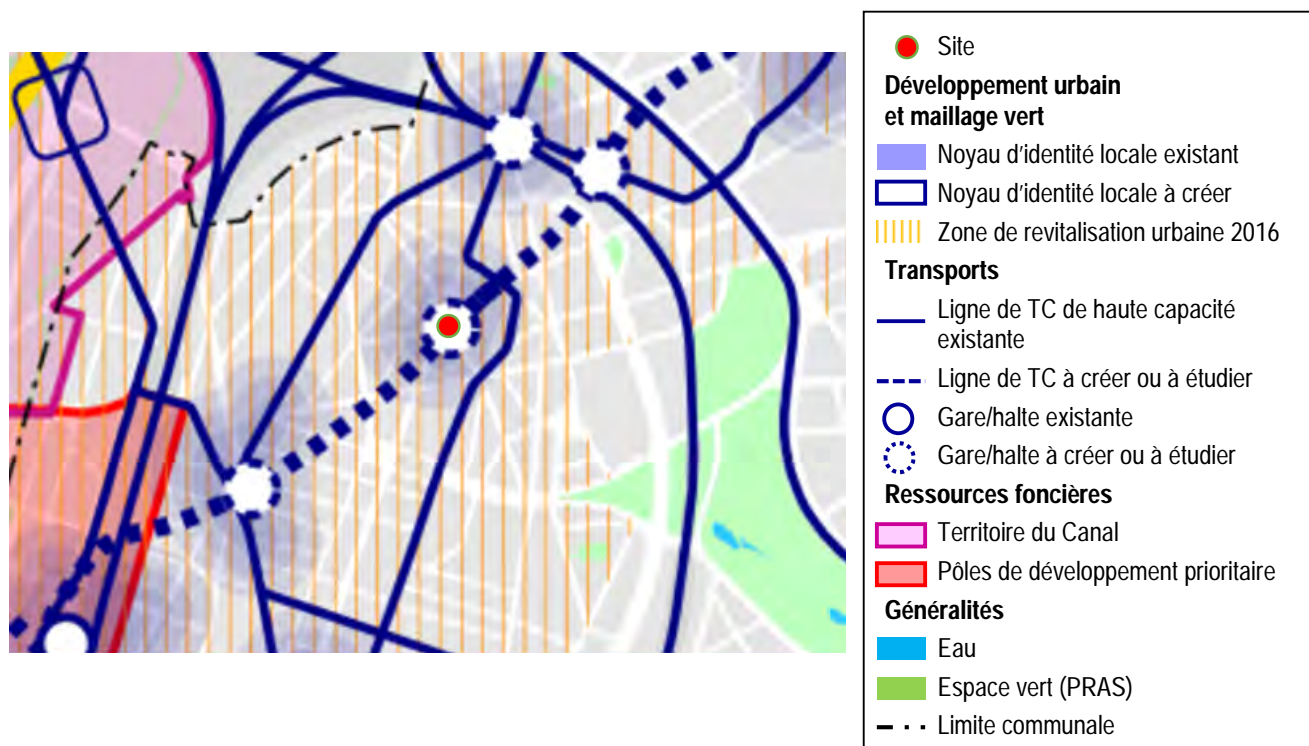 Site
Développement urbain
et maillage vert
Noyau d'identité locale existant
Noyau d'identité locale à créer
Zone de revitalisation urbaine 2016
Transports
Ligne de TC de haute capacité
existante
Ligne de TC à créer ou à étudier
Gare/halte existante
Gare/halte à créer ou à étudier
Ressources foncières
Territoire du Canal
Pôles de développement prioritaire
Généralités
Eau
Espace vert (PRAS)
Limite communale